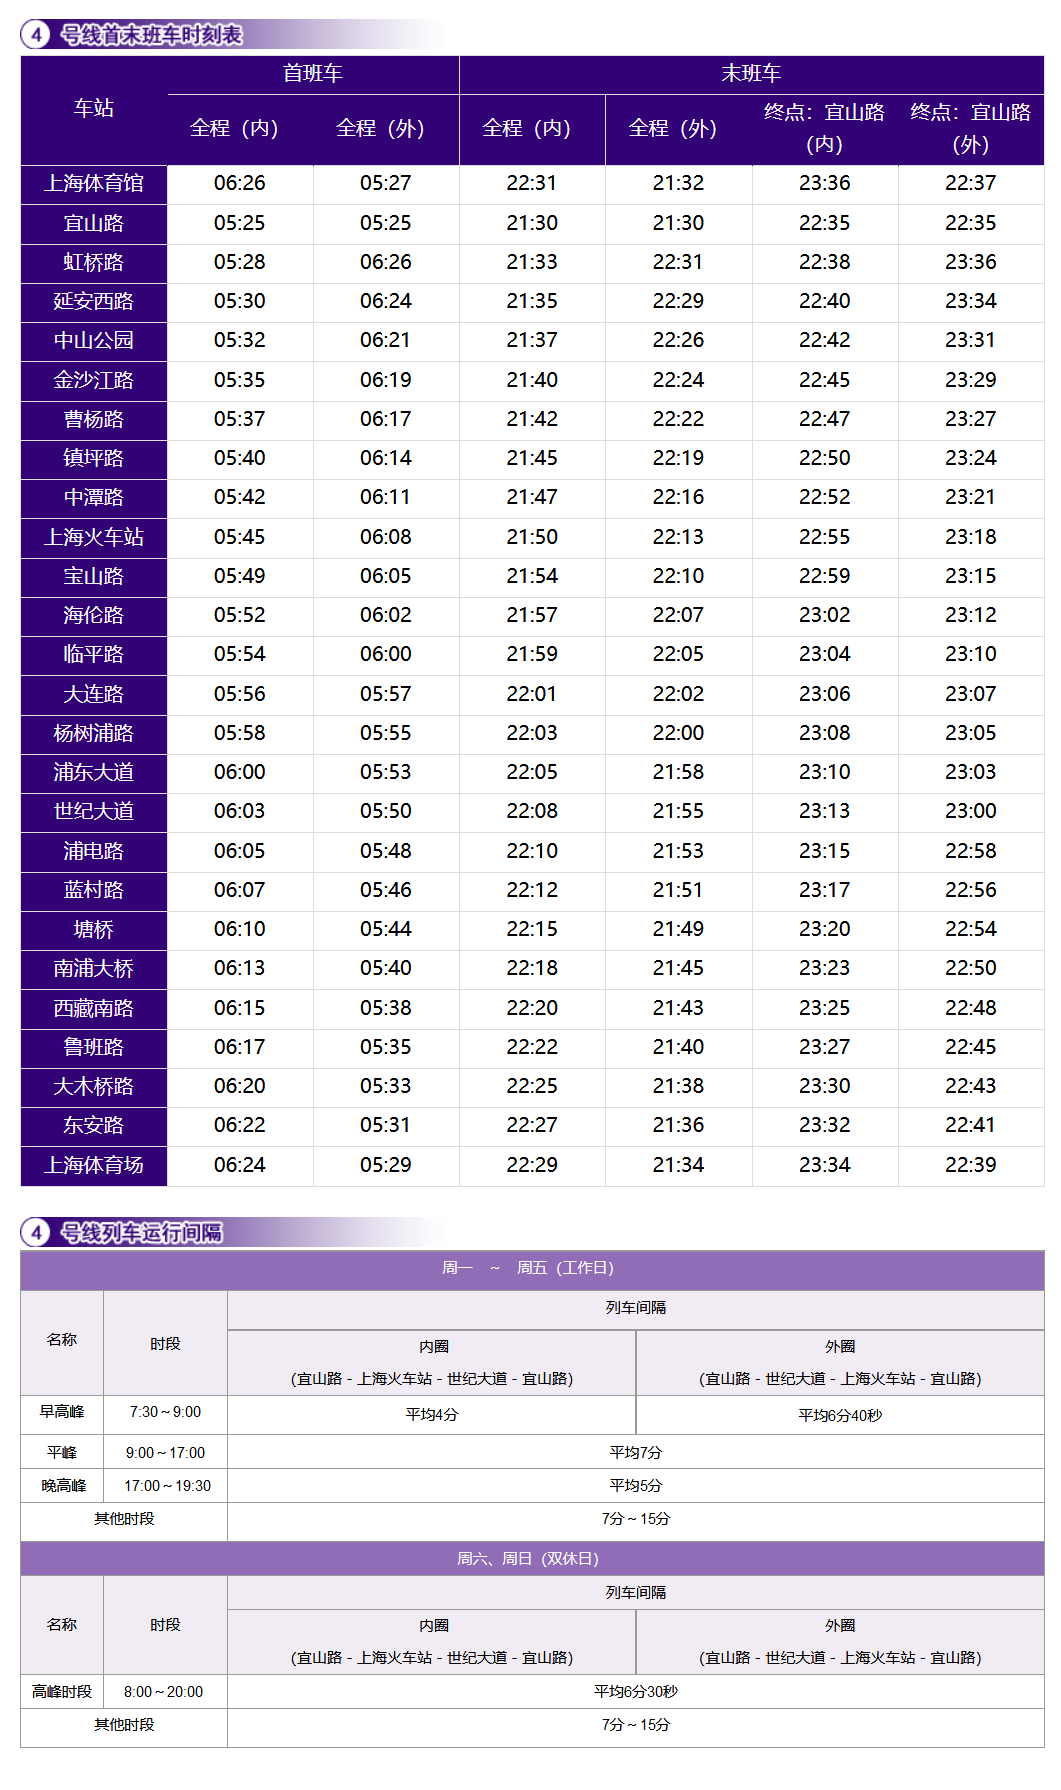 4 号线首末班车时刻表
车站 首班车 末班车
全程（内） 全程（外） 全程（内） 全程（外） 终点：宜山路（内） 终点：宜山路（外）
上海体育馆 06:26 05:27 22:31 21:32 23:36 22:37
宜山路 05:25 05:25 21:30 21:30 22:35 22:35
虹桥路 05:28 06:26 21:33 22:31 22:38 23:36
延安西路 05:30 06:24 21:35 22:29 22:40 23:34
中山公园 05:32 06:21 21:37 22:26 22:42 23:31
金沙江路 05:35 06:19 21:40 22:24 22:45 23:29
曹杨路 05:37 06:17 21:42 22:22 22:47 23:27
镇坪路 05:40 06:14 21:45 22:19 22:50 23:24
中潭路 05:42 06:11 21:47 22:16 22:52 23:21
上海火车站 05:45 06:08 21:50 22:13 22:55 23:18
宝山路 05:49 06:05 21:54 22:10 22:59 23:15
海伦路 05:52 06:02 21:57 22:07 23:02 23:12
临平路 05:54 06:00 21:59 22:05 23:04 23:10
大连路 05:56 05:57 22:01 22:02 23:06 23:07
杨树浦路 05:58 05:55 22:03 22:00 23:08 23:05
浦东大道 06:00 05:53 22:05 21:58 23:10 23:03
世纪大道 06:03 05:50 22:08 21:55 23:13 23:00
浦电路 06:05 05:48 22:10 21:53 23:15 22:58
蓝村路 06:07 05:46 22:12 21:51 23:17 22:56
塘桥 06:10 05:44 22:15 21:49 23:20 22:54
南浦大桥 06:13 05:40 22:18 21:45 23:23 22:50
西藏南路 06:15 05:38 22:20 21:43 23:25 22:48
鲁班路 06:17 05:35 22:22 21:40 23:27 22:45
大木桥路 06:20 05:33 22:25 21:38 23:30 22:43
东安路 06:22 05:31 22:27 21:36 23:32 22:41
上海体育场 06:24 05:29 22:29 21:34 23:34 22:39
4 号线列车运行间隔
周一 ～ 周五（工作日）
名称 时段 列车间隔
内圈 外圈
(宜山路－上海火车站－世纪大道－宜山路) (宜山路－世纪大道－上海火车站－宜山路)
早高峰 7:30～9:00 平均4分 平均6分40秒
平峰 9:00～17:00 平均7分
晚高峰 17:00～19:30 平均5分
其他时段 7分～15分
周六、周日（双休日）
名称 时段 列车间隔
内圈 外圈
(宜山路－上海火车站－世纪大道－宜山路) (宜山路－世纪大道－上海火车站－宜山路)
高峰时段 8:00～20:00 平均6分30秒
其他时段 7分～15分